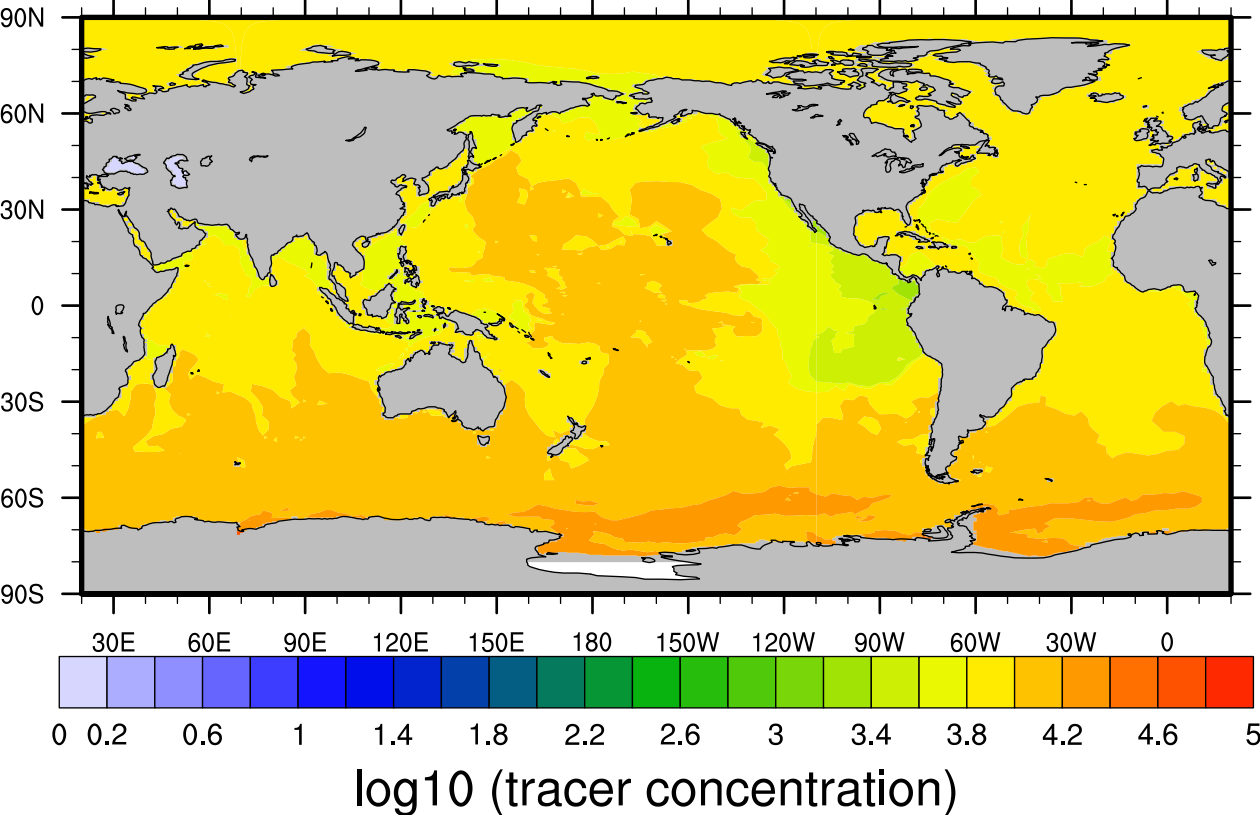 90N
60N
30N
0
30S
60S
90S
30E 60E 90E 120E 150E 180 150W 120W 90W 60W 30W 0
0 0.2 0.6 1 1.4 1.8 2.2 2.6 3 3.4 3.8 4.2 4.6 5
log10 (tracer concentration)